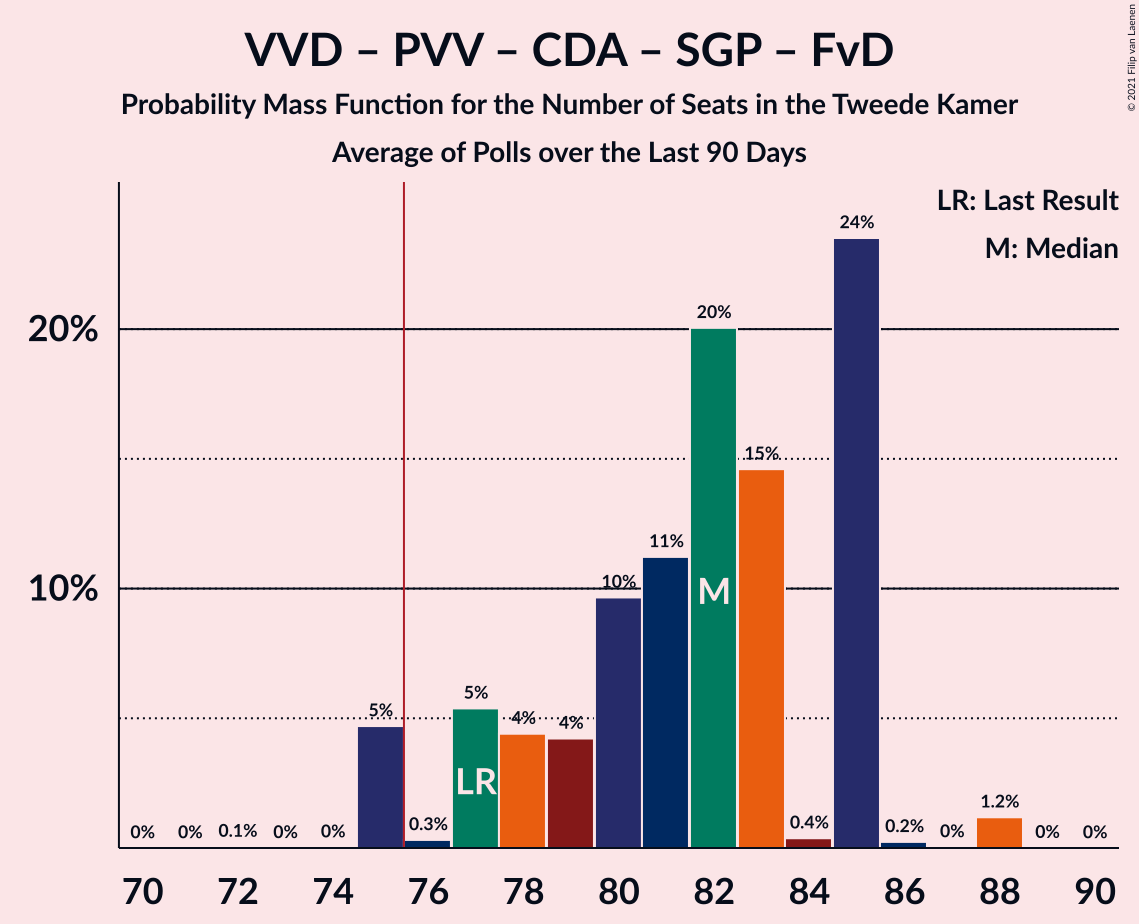 VVD – PVV – CDA – SGP – FvD
Probability Mass Function for the Number of Seats in the Tweede Kamer
Average of Polls over the Last 90 Days
© 2021 Filip van Laenen
LR: Last Result
M: Median
20%
10%
0%
0%
0.1%
0%
0%
5%
0.3%
5%
4%
4%
10%
11%
20%
15%
0.4%
24%
0.2%
0%
1.2%
0%
0%
LR
M
70 72 74 76 78 80 82 84 86 88 90